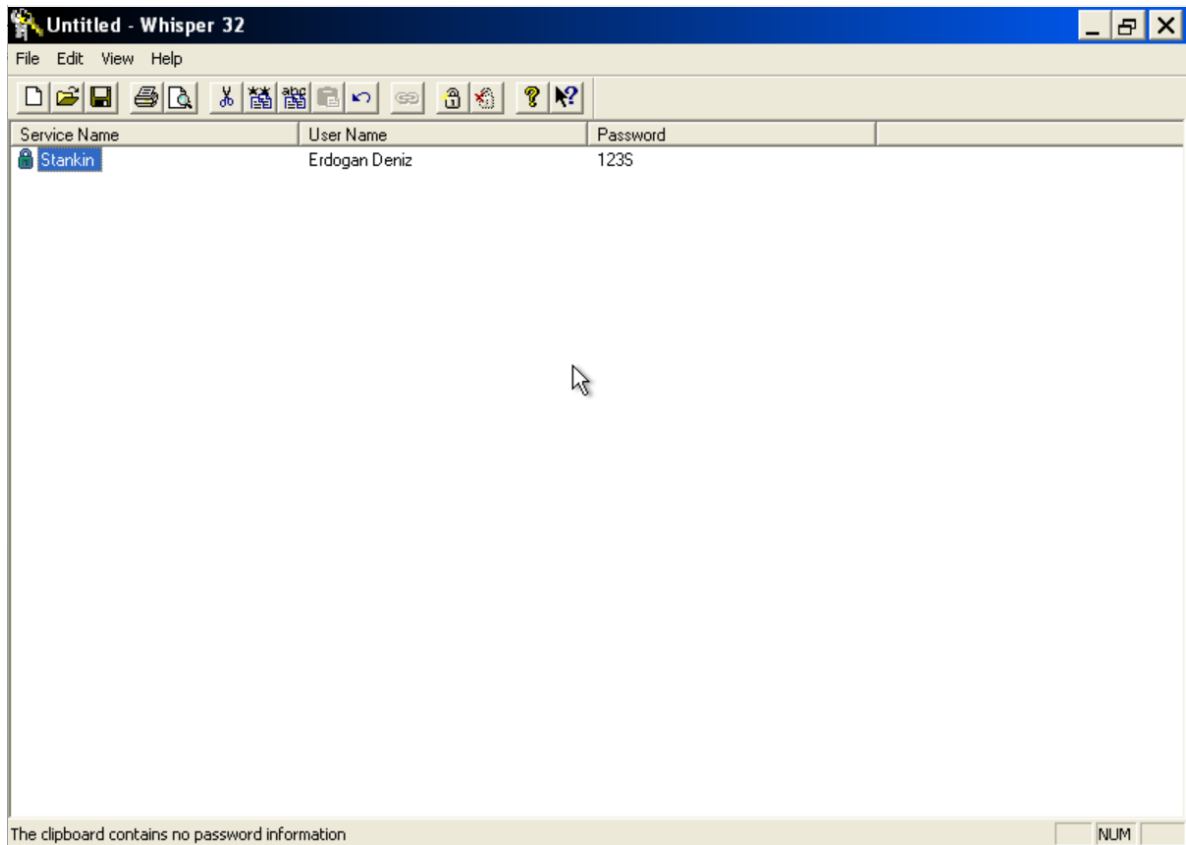 Untitled - Whisper 32
File Edit View Help
Service Name User Name Password
Stankin Erdogan Deniz 123S
The clipboard contains no password information NUM